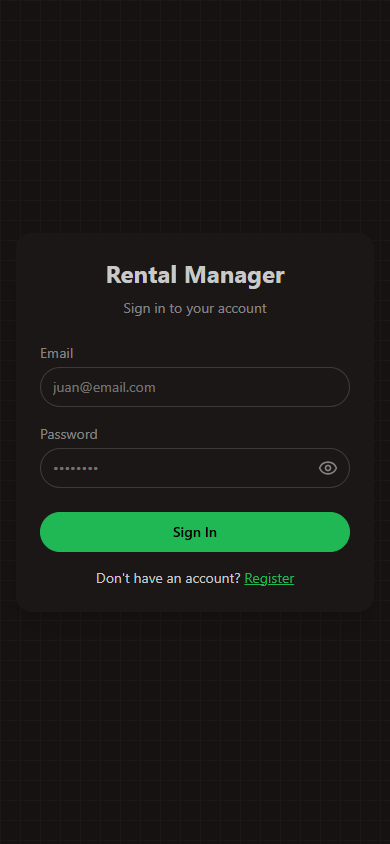 Rental Manager
Sign in to your account
Email
juan@email.com
Password
••••••••
Sign In
Don't have an account? Register